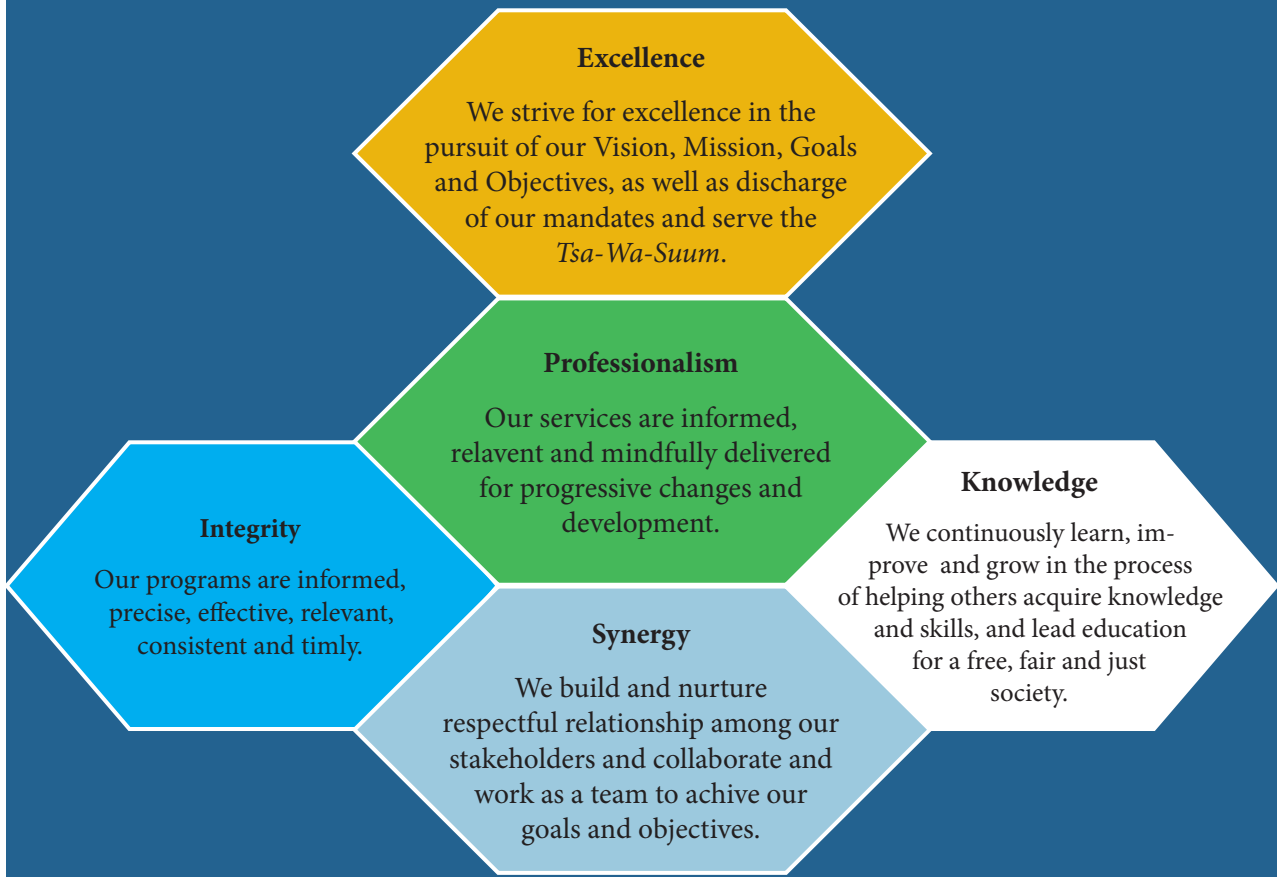 Excellence
We strive for excellence in the
pursuit of our Vision, Mission, Goals
and Objectives, as well as discharge
of our mandates and serve the
Tsa-Wa-Suum.
Professionalism
Our services are informed,
relavent and mindfully delivered
for progressive changes and
development.
Integrity
Our programs are informed,
precise, effective, relevant,
consistent and timly.
Synergy
We build and nurture
respectful relationship among our
stakeholders and collaborate and
work as a team to achive our
goals and objectives.
Knowledge
We continuously learn, im-
prove  and grow in the process
of helping others acquire knowledge
and skills, and lead education
for a free, fair and just
society.